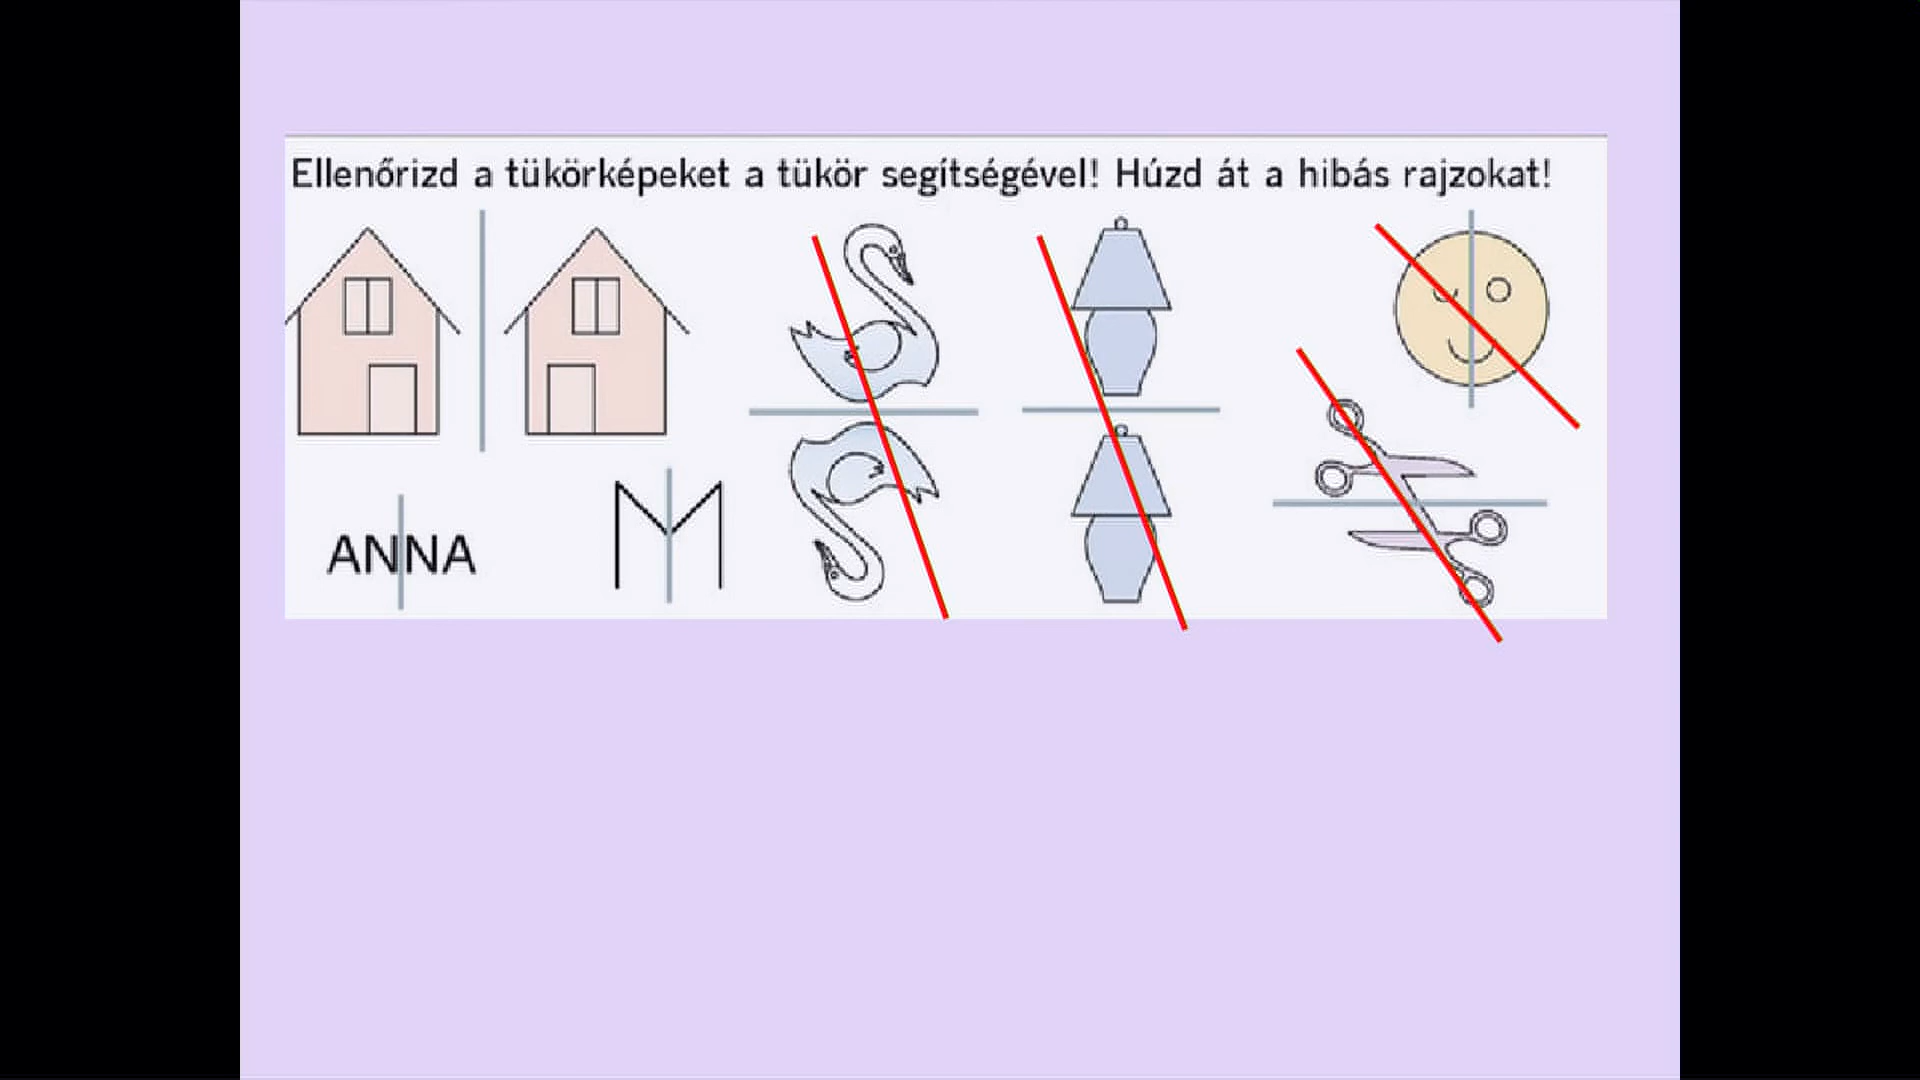 Ellenőrizd a tükörképeket a tükör segítségével! Húzd át a hibás rajzokat!
ANNA
M